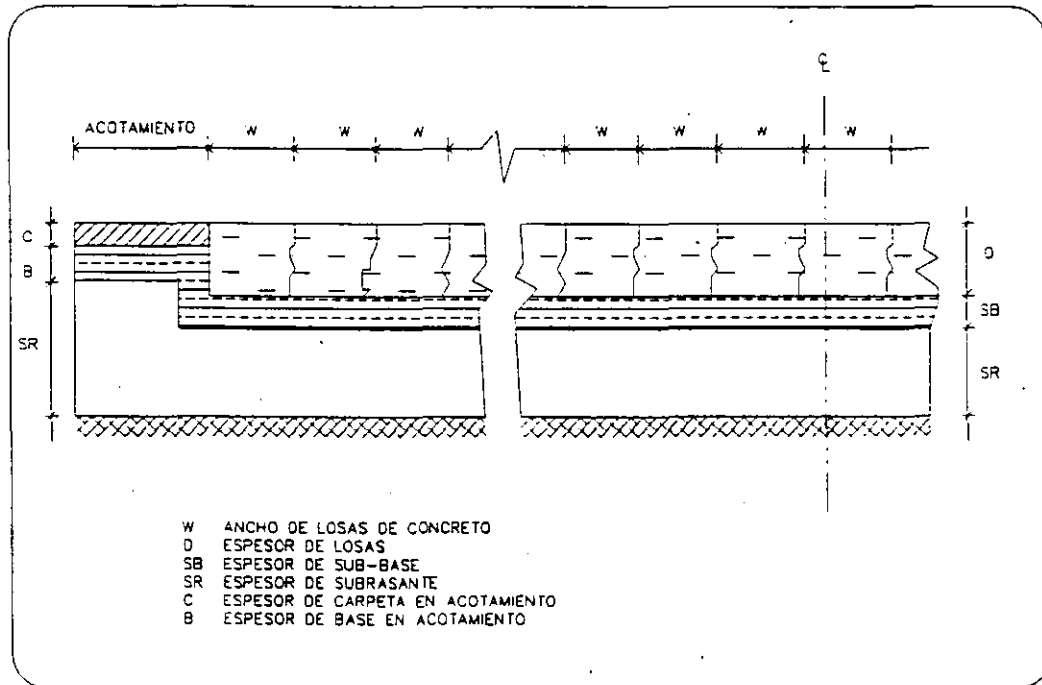 ℄
ACOTAMIENTO W W W W W W W
C
B
SR
D
SB
SR
W ANCHO DE LOSAS DE CONCRETO
D ESPESOR DE LOSAS
SB ESPESOR DE SUB-BASE
SR ESPESOR DE SUBRASANTE
C ESPESOR DE CARPETA EN ACOTAMIENTO
B ESPESOR DE BASE EN ACOTAMIENTO